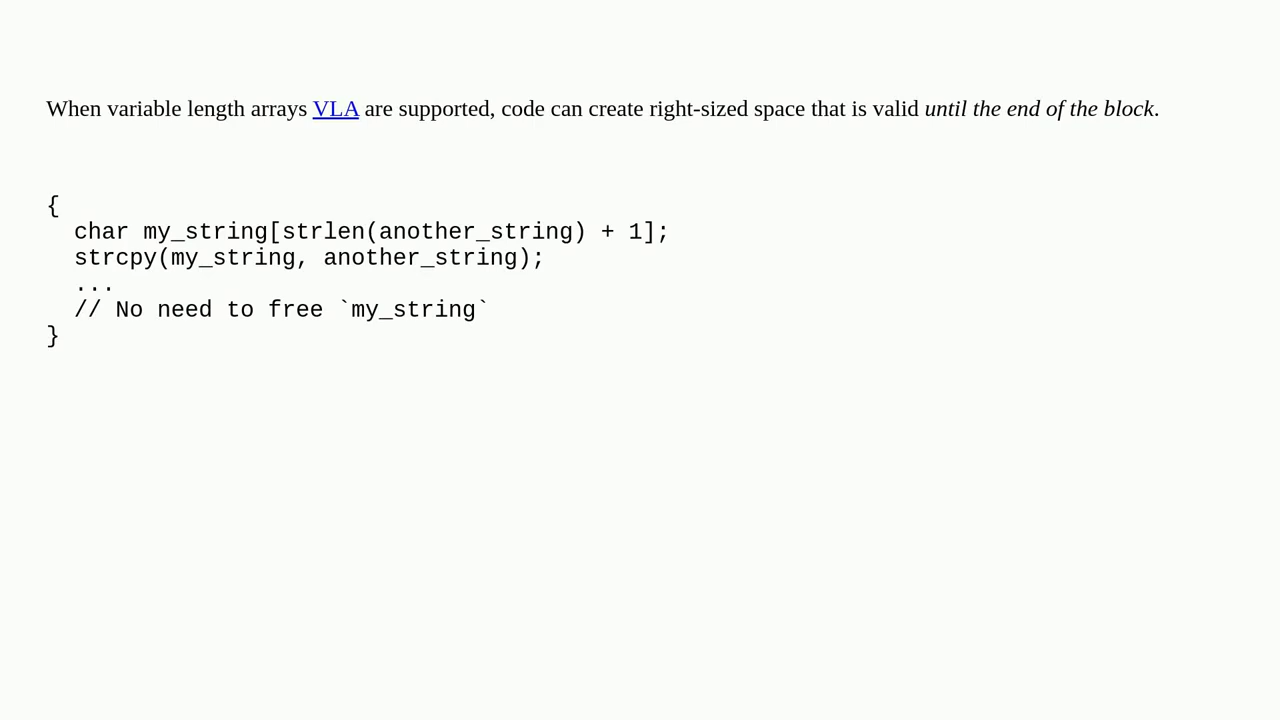 When variable length arrays VLA are supported, code can create right-sized space that is valid until the end of the block.
{
  char my_string[strlen(another_string) + 1];
  strcpy(my_string, another_string);
  ...
  // No need to free `my_string`
}